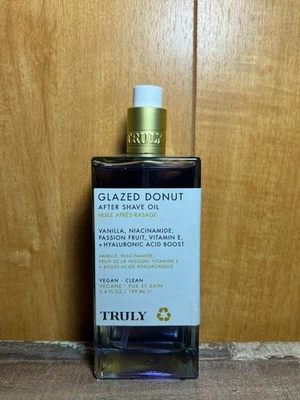 TRULY
GLAZED DONUT
AFTER SHAVE OIL
HUILE APRÈS-RASAGE
VANILLA, NIACINAMIDE,
PASSION FRUIT, VITAMIN E,
+ HYALURONIC ACID BOOST
VANILLE, NIACINAMIDE,
FRUIT DE LA PASSION, VITAMINE E
+ BOOST ACIDE HYALURONIQUE
VEGAN · CLEAN
VÉGANE · PUR ET SAIN
TRULY